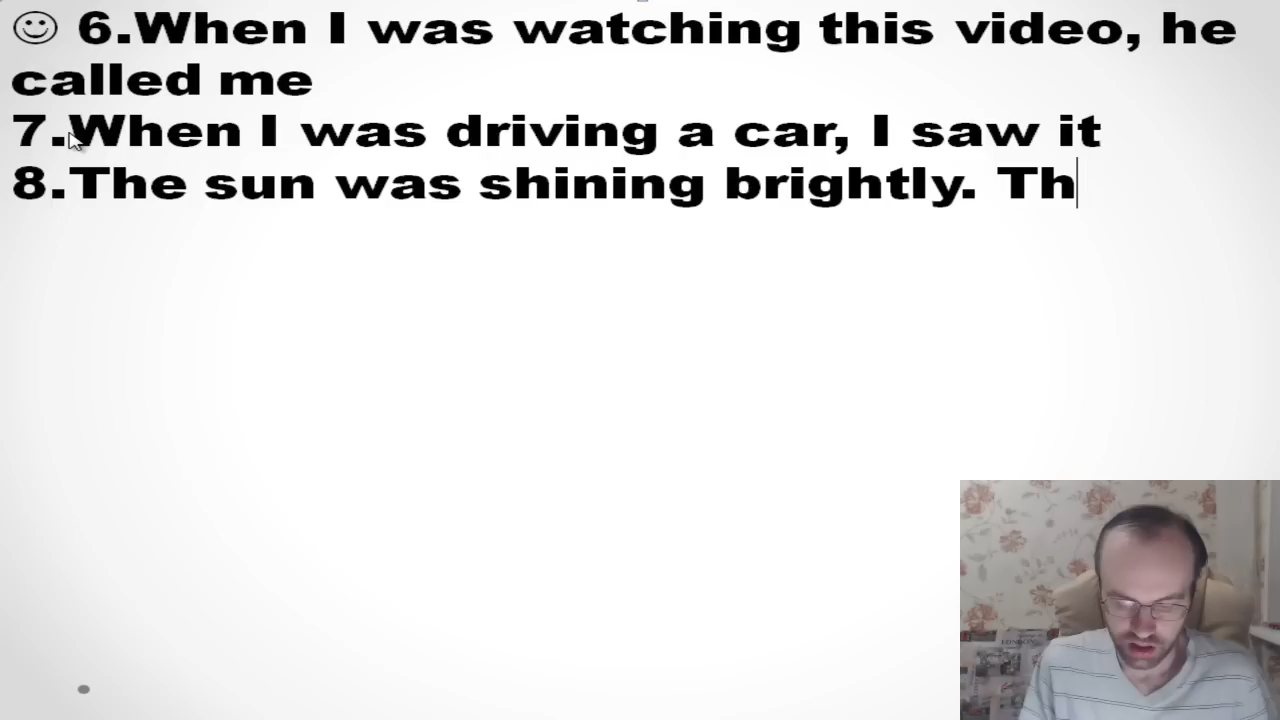 ☺ 6.When I was watching this video, he
called me
7.When I was driving a car, I saw it
8.The sun was shining brightly. Th